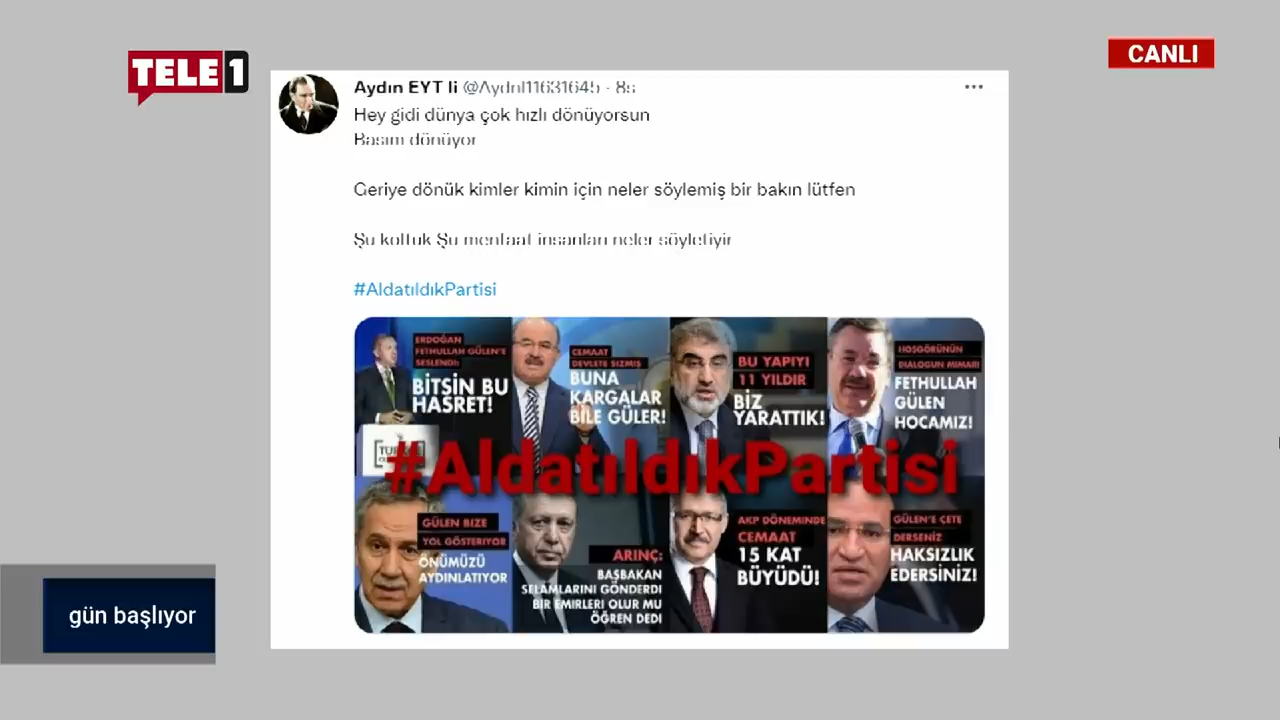 TELE1
CANLI
Aydın EYT li @Aydnl11631645 · 8s
Hey gidi dünya çok hızlı dönüyorsun
Basım dönüyor
Geriye dönük kimler kimin için neler söylemiş bir bakın lütfen
Şu koltuk Şu menfaat insanları neler söyletiyir
#AldatıldıkPartisi
ERDOĞAN
FETHULLAH GÜLEN'E
SESLENDİ:
BİTSİN BU
HASRET!
CEMAAT
DEVLETE SIZMIŞ
BUNA
KARGALAR
BİLE GÜLER!
BU YAPIYI
11 YILDIR
BİZ
YARATTIK!
HOŞGÖRÜNÜN
DİALOGUN MİMARI
FETHULLAH
GÜLEN
HOCAMIZ!
#AldatıldıkPartisi
GÜLEN BİZE
YOL GÖSTERİYOR
ÖNÜMÜZÜ
AYDINLATIYOR
ARINÇ:
BAŞBAKAN
SELAMLARINI GÖNDERDİ
BİR EMİRLERİ OLUR MU
ÖĞREN DEDİ
AKP DÖNEMİNDE
CEMAAT
15 KAT
BÜYÜDÜ!
GÜLEN'E ÇETE
DERSENİZ
HAKSIZLIK
EDERSİNİZ!
gün başlıyor